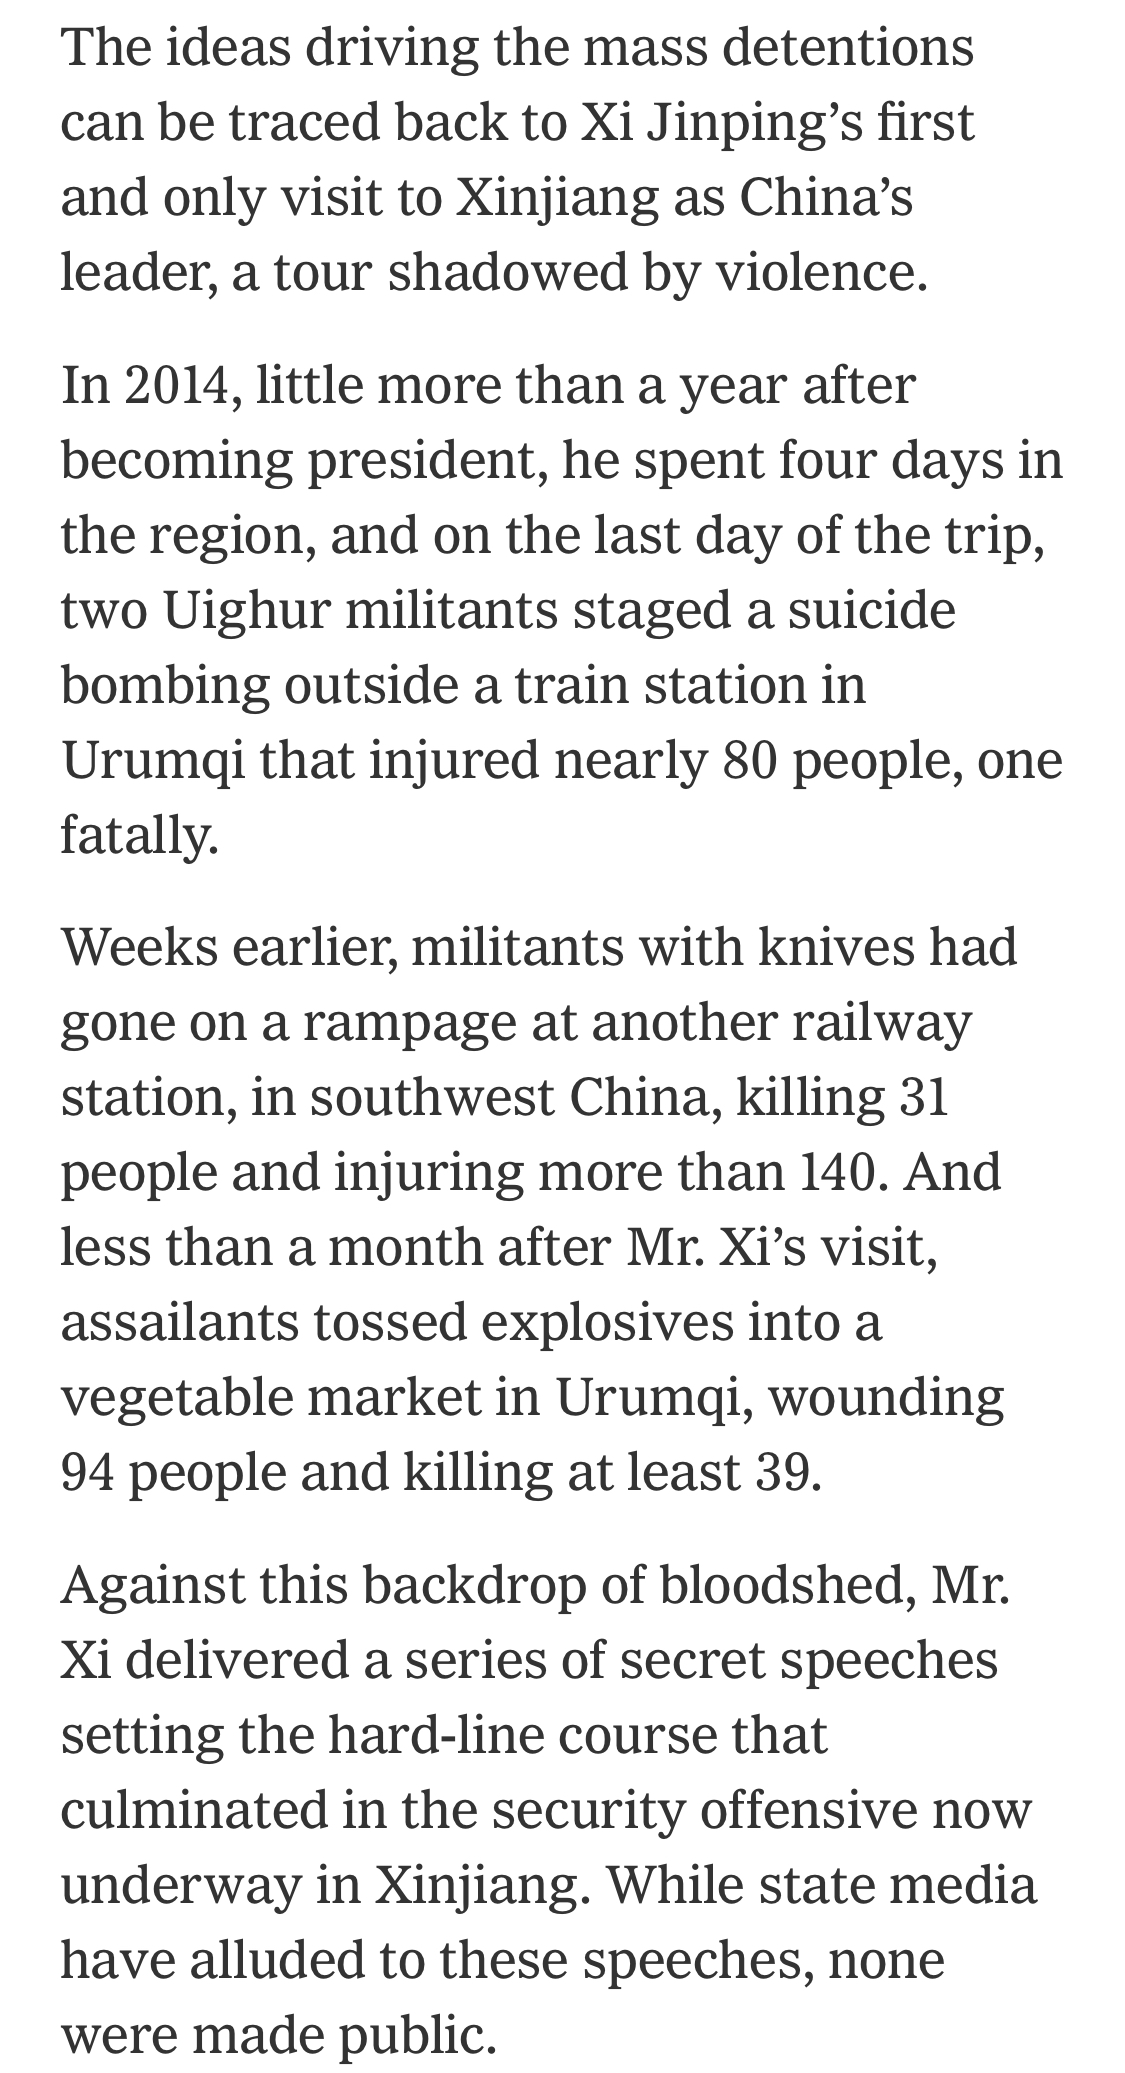 The ideas driving the mass detentions
can be traced back to Xi Jinping’s first
and only visit to Xinjiang as China’s
leader, a tour shadowed by violence.
In 2014, little more than a year after
becoming president, he spent four days in
the region, and on the last day of the trip,
two Uighur militants staged a suicide
bombing outside a train station in
Urumqi that injured nearly 80 people, one
fatally.
Weeks earlier, militants with knives had
gone on a rampage at another railway
station, in southwest China, killing 31
people and injuring more than 140. And
less than a month after Mr. Xi’s visit,
assailants tossed explosives into a
vegetable market in Urumqi, wounding
94 people and killing at least 39.
Against this backdrop of bloodshed, Mr.
Xi delivered a series of secret speeches
setting the hard-line course that
culminated in the security offensive now
underway in Xinjiang. While state media
have alluded to these speeches, none
were made public.